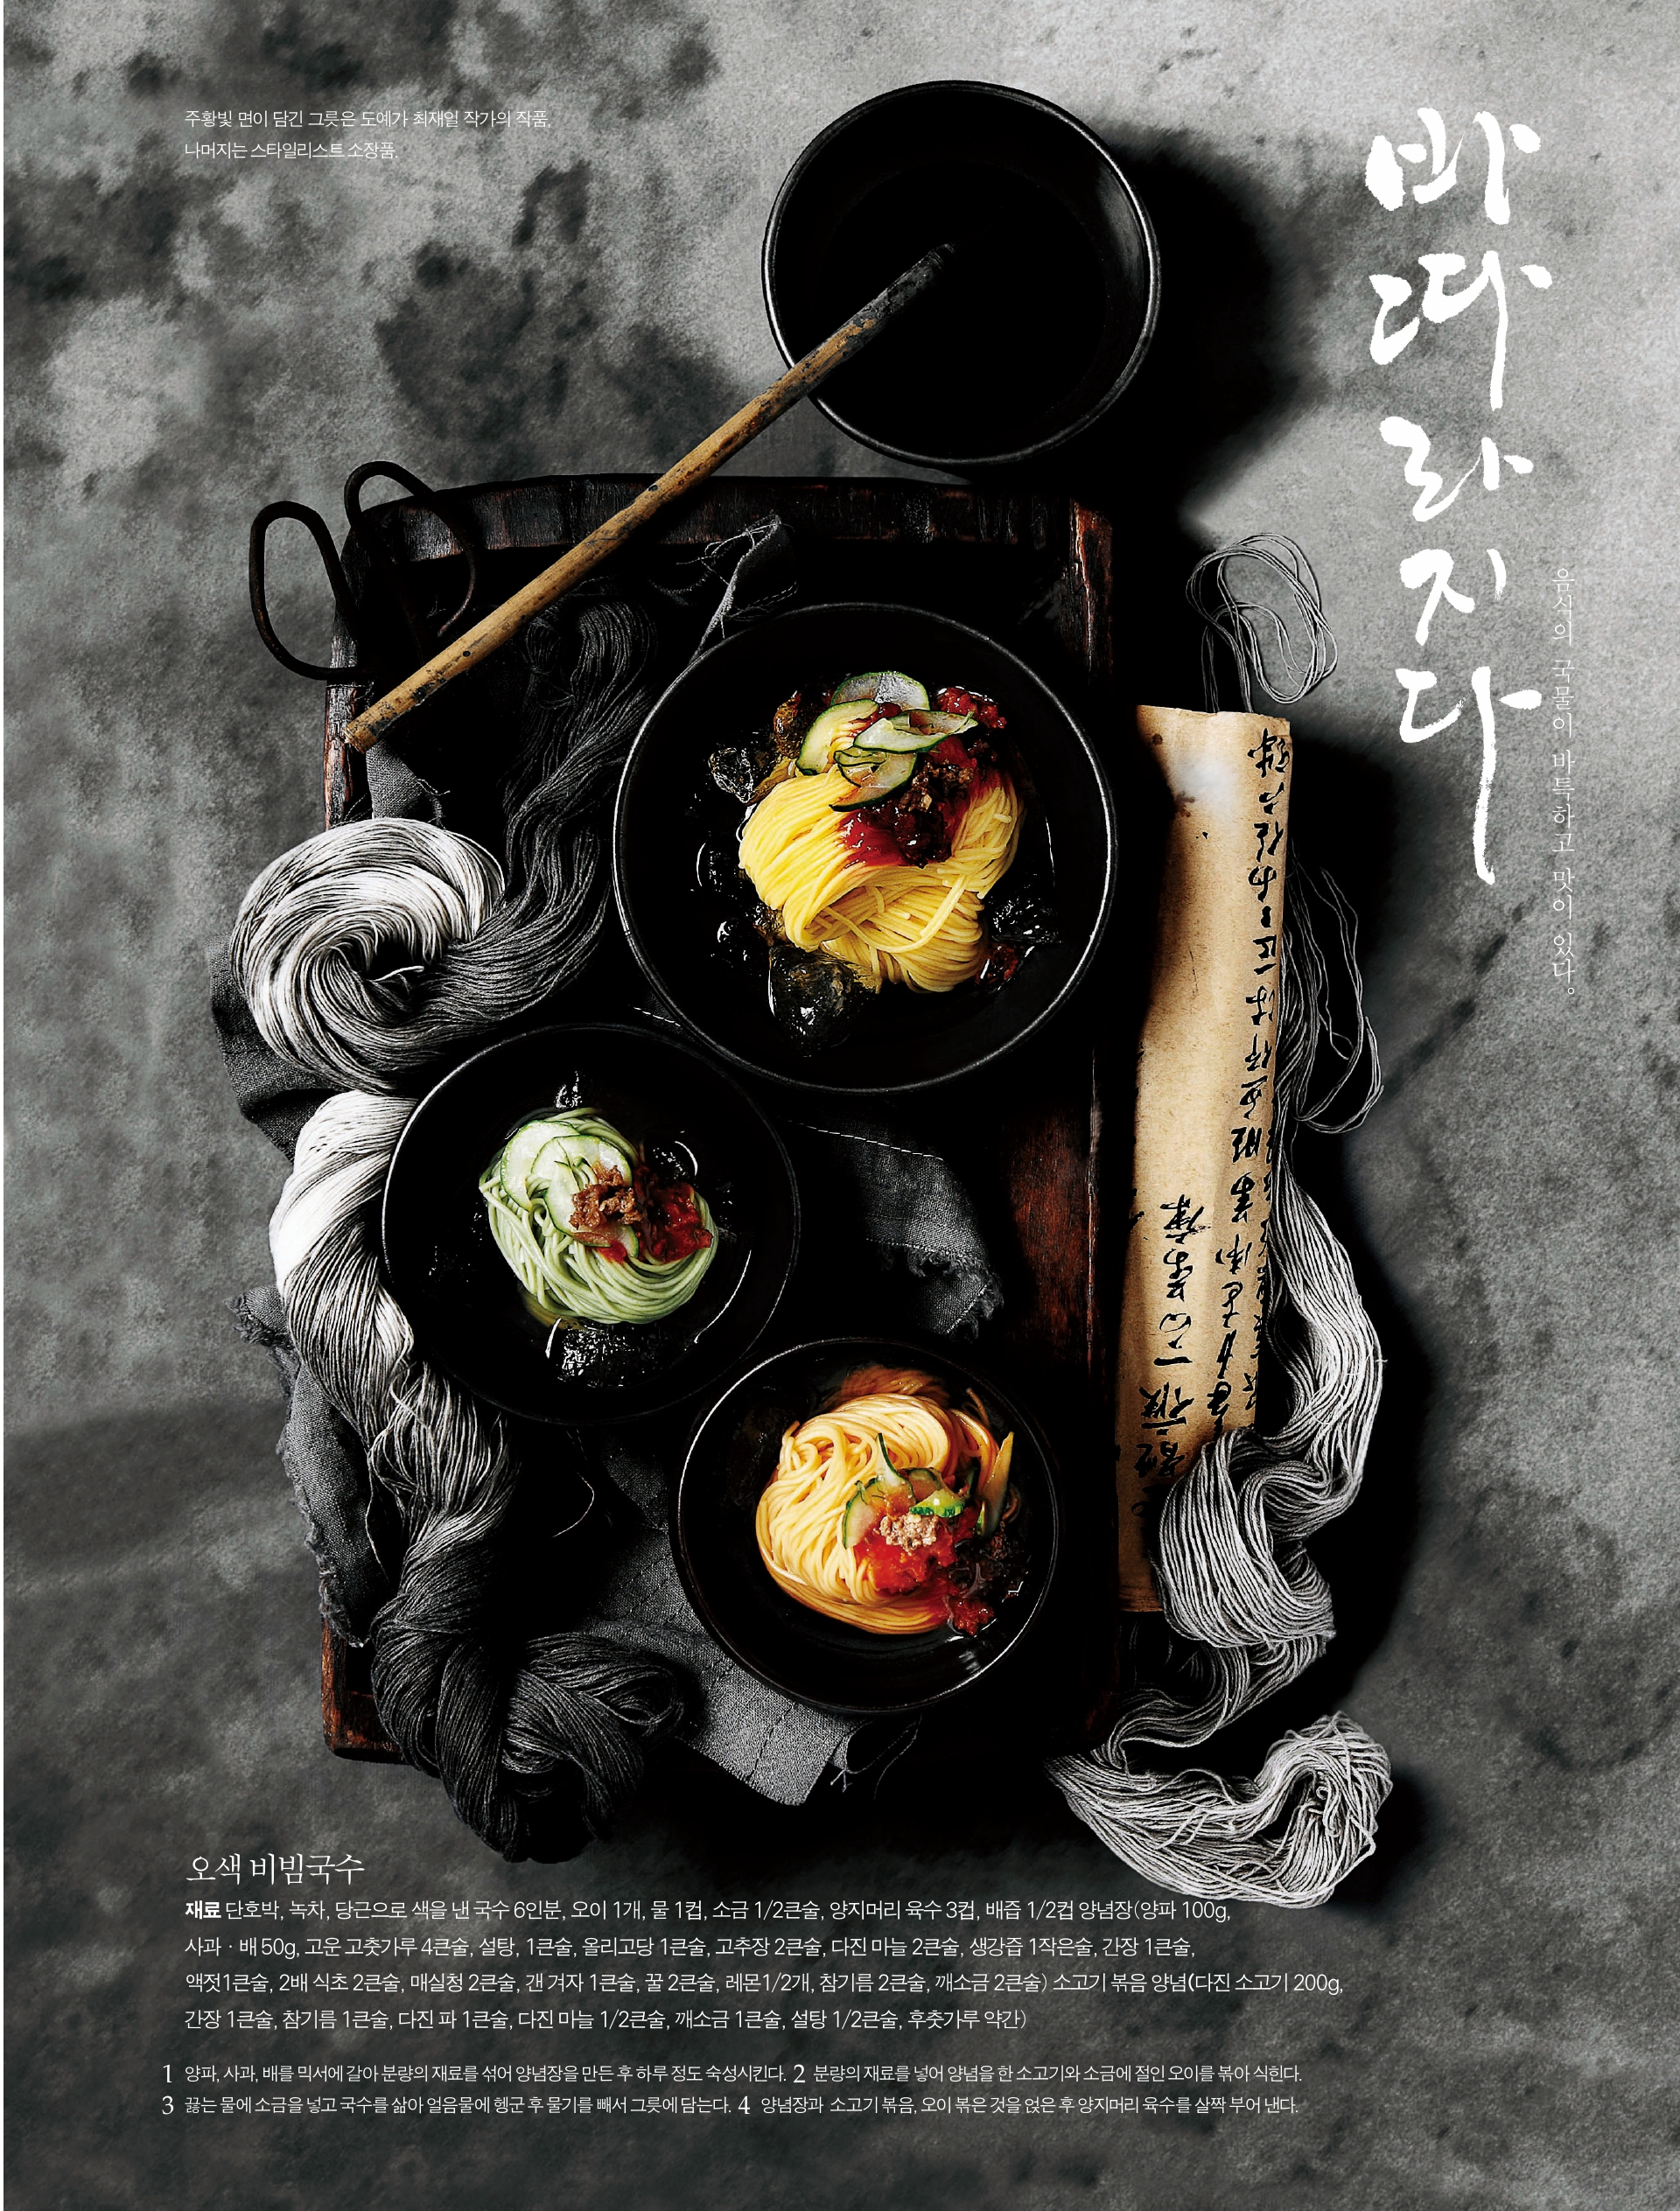 주황빛 면이 담긴 그릇은 도예가 최재일 작가의 작품,
나머지는 스타일리스트 소장품.
바따라지다
음식의 국물이 바특하고 맛이 있다。
오색 비빔국수
재료 단호박, 녹차, 당근으로 색을 낸 국수 6인분, 오이 1개, 물 1컵, 소금 1/2큰술, 양지머리 육수 3컵, 배즙 1/2컵 양념장(양파 100g,
사과 · 배 50g, 고운 고춧가루 4큰술, 설탕, 1큰술, 올리고당 1큰술, 고추장 2큰술, 다진 마늘 2큰술, 생강즙 1작은술, 간장 1큰술,
액젓1큰술, 2배 식초 2큰술, 매실청 2큰술, 갠 겨자 1큰술, 꿀 2큰술, 레몬1/2개, 참기름 2큰술, 깨소금 2큰술) 소고기 볶음 양념(다진 소고기 200g,
간장 1큰술, 참기름 1큰술, 다진 파 1큰술, 다진 마늘 1/2큰술, 깨소금 1큰술, 설탕 1/2큰술, 후춧가루 약간)
1 양파, 사과, 배를 믹서에 갈아 분량의 재료를 섞어 양념장을 만든 후 하루 정도 숙성시킨다. 2 분량의 재료를 넣어 양념을 한 소고기와 소금에 절인 오이를 볶아 식힌다.
3 끓는 물에 소금을 넣고 국수를 삶아 얼음물에 헹군 후 물기를 빼서 그릇에 담는다. 4 양념장과 소고기 볶음, 오이 볶은 것을 얹은 후 양지머리 육수를 살짝 부어 낸다.